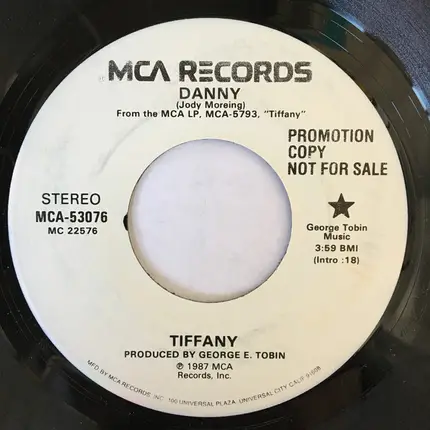 MCA RECORDS
DANNY
(Jody Moreing)
From the MCA LP, MCA-5793, "Tiffany"
PROMOTION
COPY
NOT FOR SALE
STEREO
MCA-53076
MC 22576
George Tobin
Music
3:59 BMI
(Intro :18)
TIFFANY
PRODUCED BY GEORGE E. TOBIN
℗ 1987 MCA
Records, Inc.
MFD BY MCA RECORDS, INC. 100 UNIVERSAL PLAZA, UNIVERSAL CITY, CALIF.